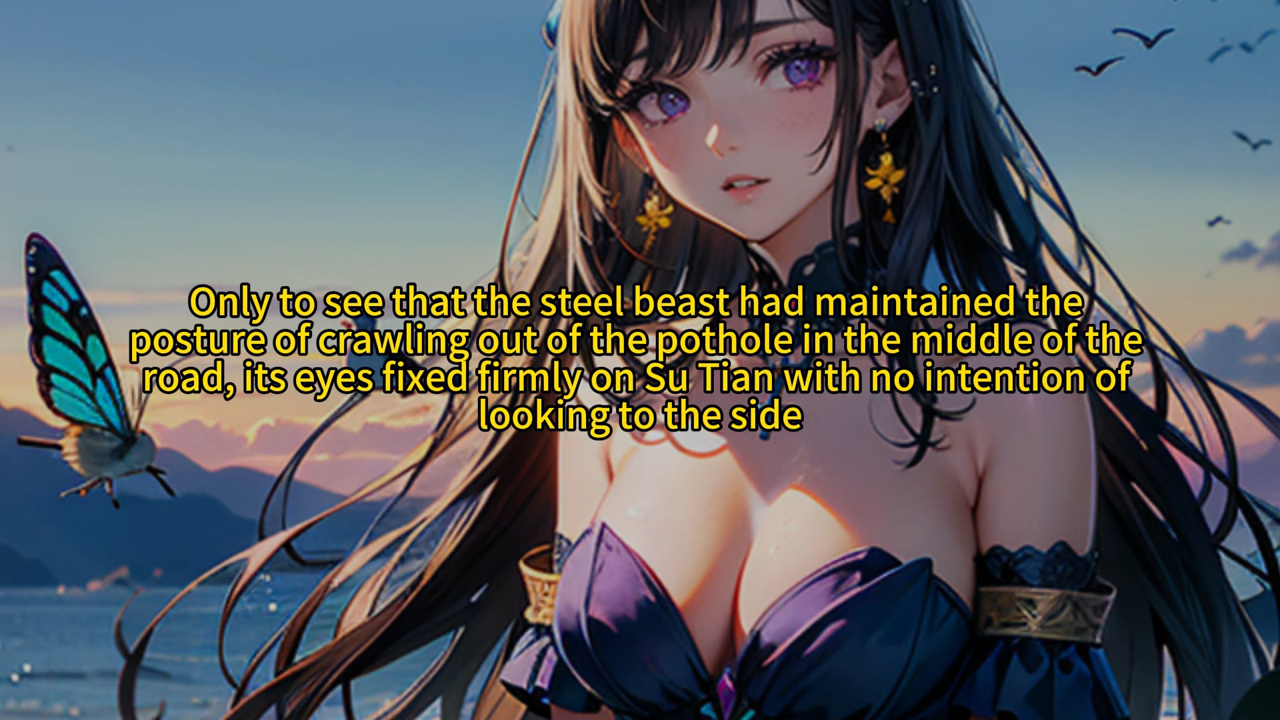 Only to see that the steel beast had maintained the
posture of crawling out of the pothole in the middle of the
road, its eyes fixed firmly on Su Tian with no intention of
looking to the side